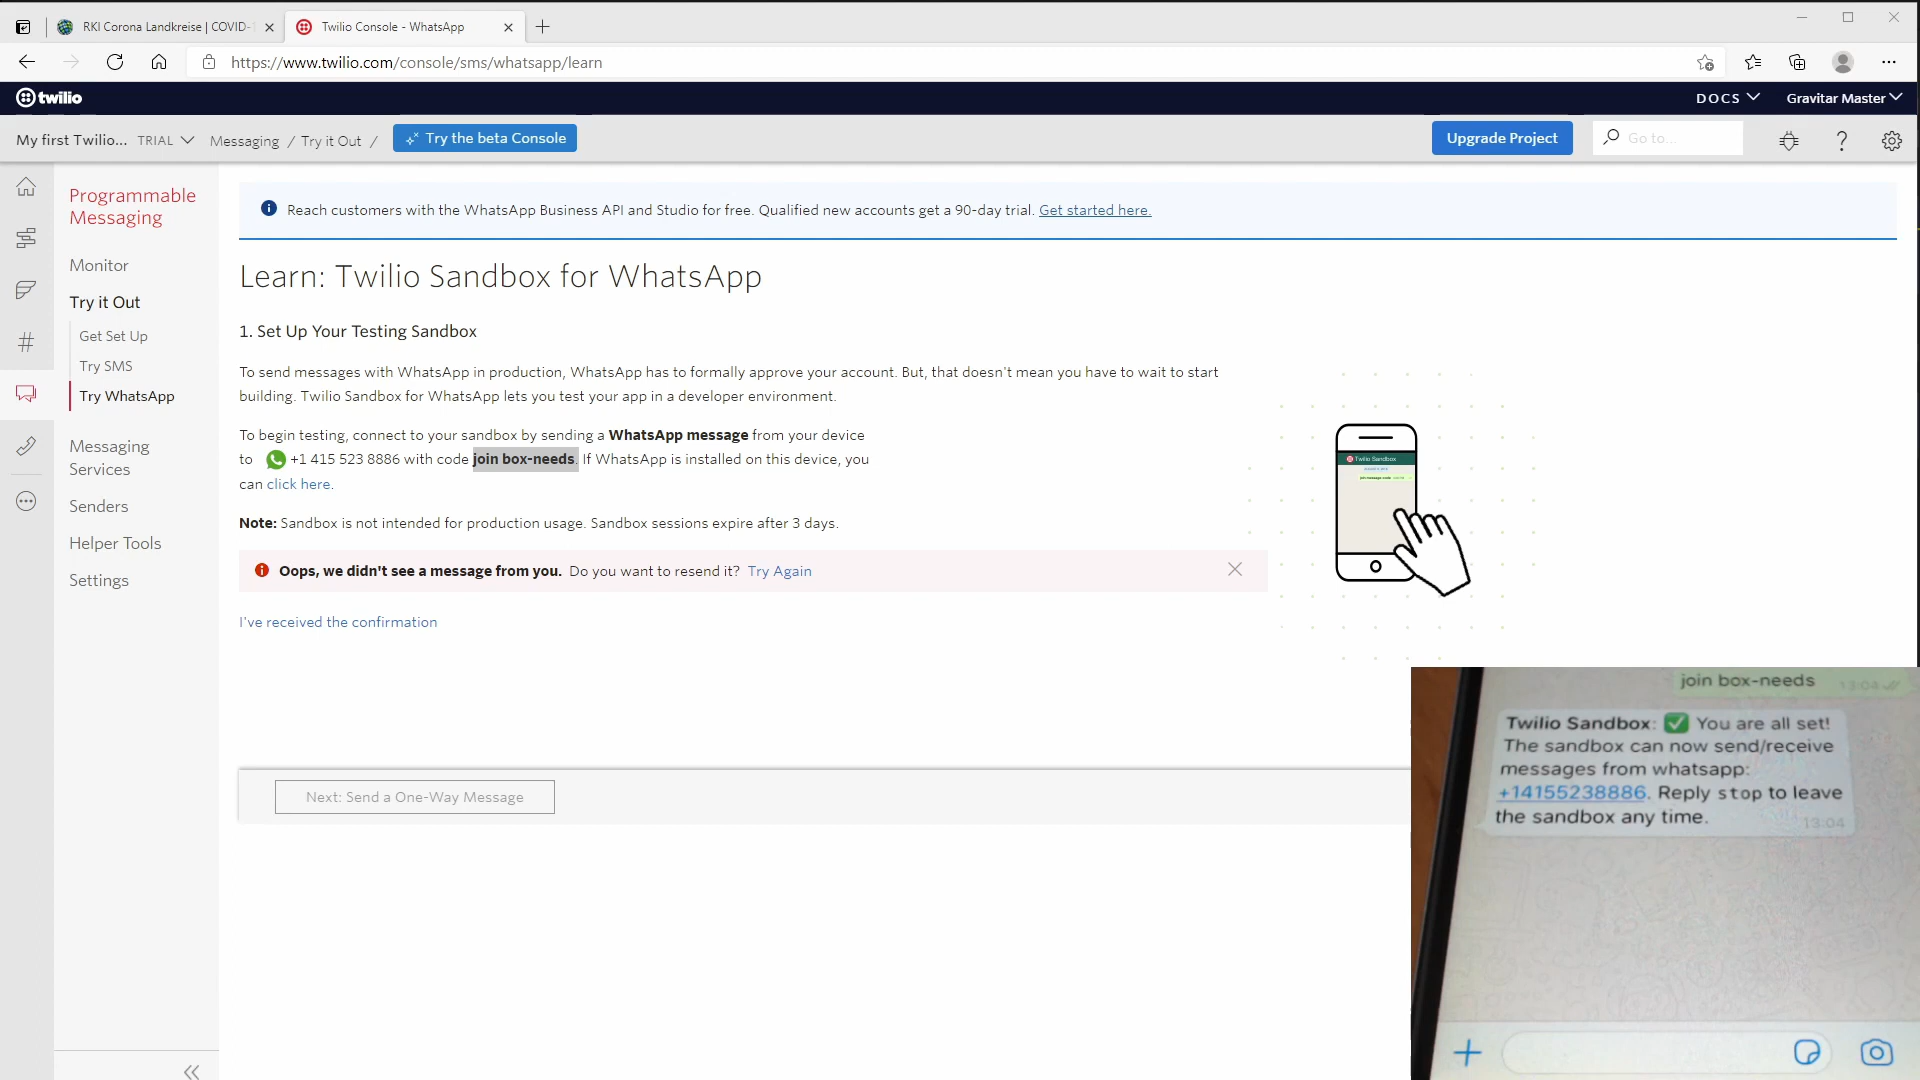 RKI Corona Landkreise | COVID-1
Twilio Console - WhatsApp
https://www.twilio.com/console/sms/whatsapp/learn
twilio
DOCS
Gravitar Master
My first Twilio...
TRIAL
Messaging / Try it Out /
Try the beta Console
Upgrade Project
Go to...
Programmable
Messaging
Monitor
Try it Out
Get Set Up
Try SMS
Try WhatsApp
Messaging
Services
Senders
Helper Tools
Settings
Reach customers with the WhatsApp Business API and Studio for free. Qualified new accounts get a 90-day trial. Get started here.
Learn: Twilio Sandbox for WhatsApp
1. Set Up Your Testing Sandbox
To send messages with WhatsApp in production, WhatsApp has to formally approve your account. But, that doesn't mean you have to wait to start
building. Twilio Sandbox for WhatsApp lets you test your app in a developer environment.
To begin testing, connect to your sandbox by sending a WhatsApp message from your device
to +1 415 523 8886 with code join box-needs. If WhatsApp is installed on this device, you
can click here.
Note: Sandbox is not intended for production usage. Sandbox sessions expire after 3 days.
Oops, we didn't see a message from you. Do you want to resend it? Try Again
I've received the confirmation
Next: Send a One-Way Message
Twilio Sandbox
join box-needs 13:04
Twilio Sandbox: ✅ You are all set!
The sandbox can now send/receive
messages from whatsapp:
+14155238886. Reply stop to leave
the sandbox any time. 13:04